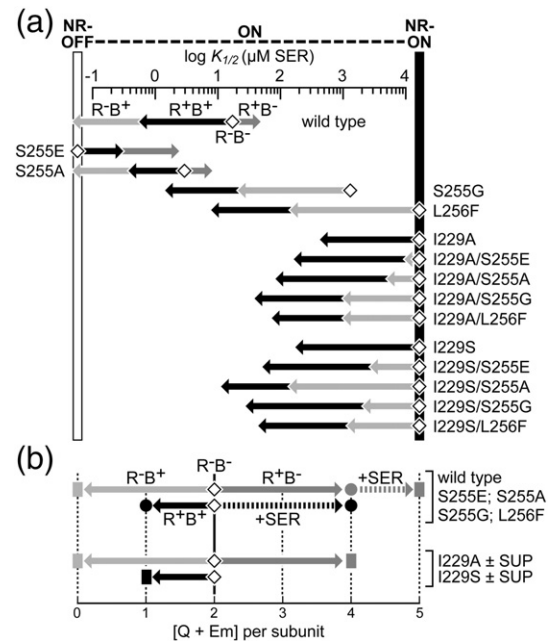 (a)
NR-OFF ON NR-ON
log K1/2 (µM SER)
-1 0 1 2 3 4
R-B+ R+B+ R+B-
R-B- wild type
S255E
S255A
S255G
L256F
I229A
I229A/S255E
I229A/S255A
I229A/S255G
I229A/L256F
I229S
I229S/S255E
I229S/S255A
I229S/S255G
I229S/L256F
(b)
R-B-
R-B+ R+B- +SER
R+B+ +SER
wild type
S255E; S255A
S255G; L256F
I229A ± SUP
I229S ± SUP
0 1 2 3 4 5
[Q + Em] per subunit